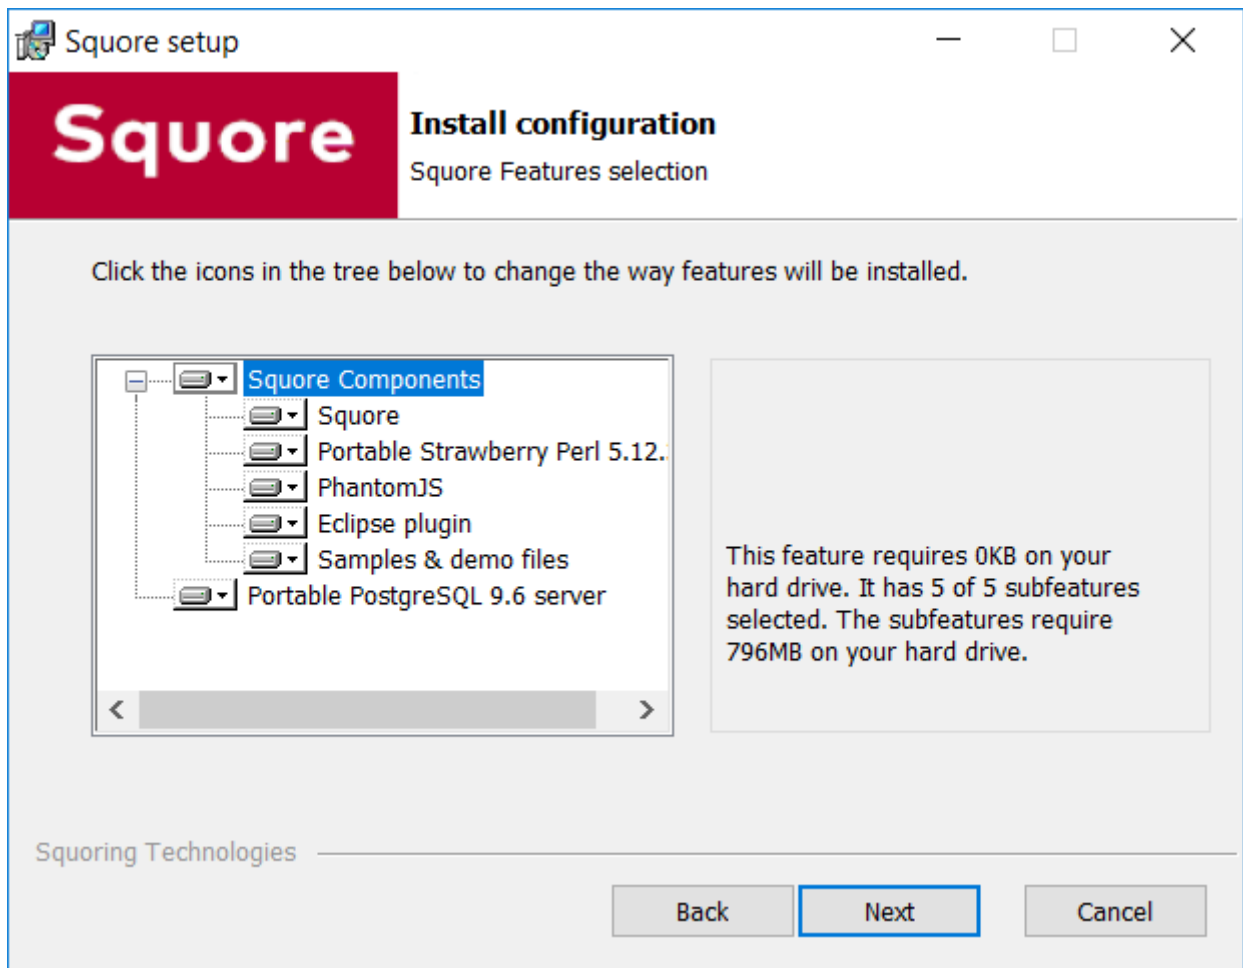 Squore setup
Squore
Install configuration
Squore Features selection
Click the icons in the tree below to change the way features will be installed.
Squore Components
Squore
Portable Strawberry Perl 5.12.
PhantomJS
Eclipse plugin
Samples & demo files
Portable PostgreSQL 9.6 server
This feature requires 0KB on your
hard drive. It has 5 of 5 subfeatures
selected. The subfeatures require
796MB on your hard drive.
Squoring Technologies
Back
Next
Cancel